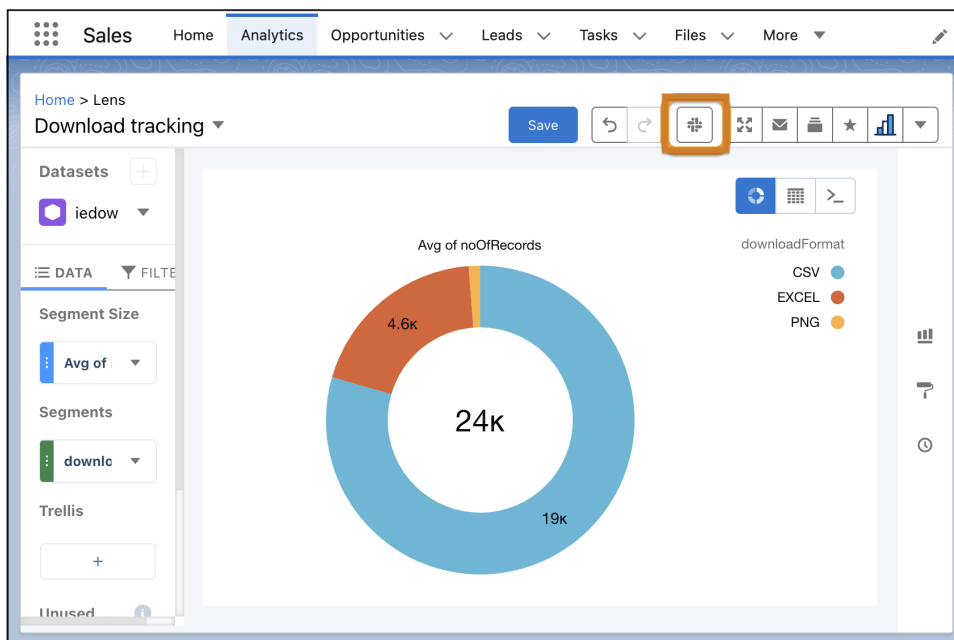 Sales Home Analytics Opportunities Leads Tasks Files More
Home > Lens
Download tracking
Save
Datasets
iedow
DATA FILTE
Segment Size
Avg of
Segments
downlo
Trellis
+
Unused
Avg of noOfRecords
4.6K
24K
19K
downloadFormat
CSV
EXCEL
PNG